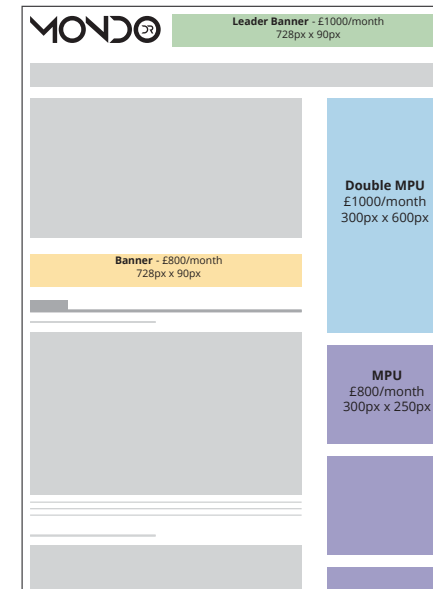 MONDO DR
Leader Banner - £1000/month
728px x 90px
Double MPU
£1000/month
300px x 600px
Banner - £800/month
728px x 90px
MPU
£800/month
300px x 250px